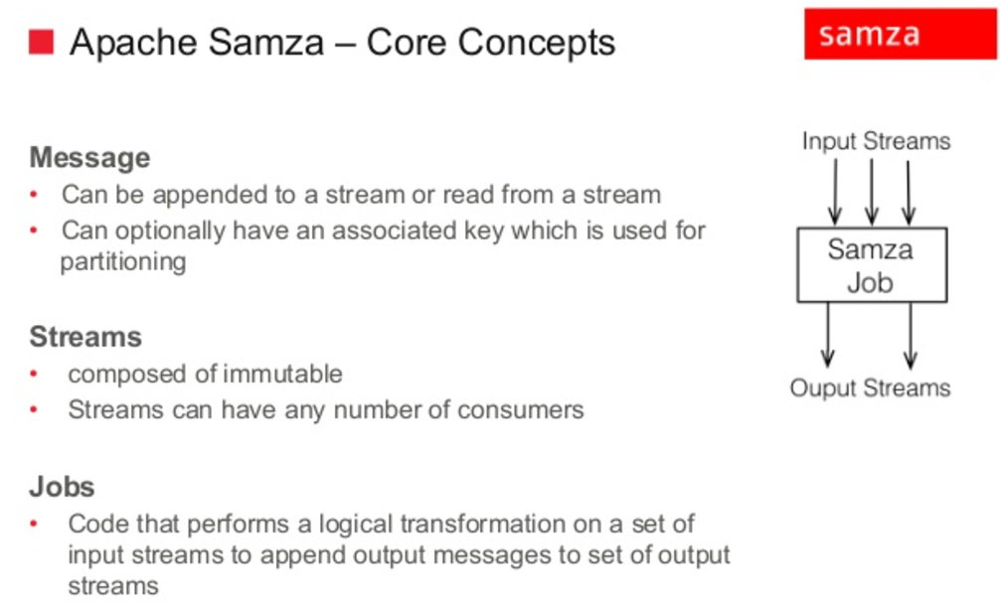 Apache Samza – Core Concepts
samza
Message
• Can be appended to a stream or read from a stream
• Can optionally have an associated key which is used for
partitioning
Streams
• composed of immutable
• Streams can have any number of consumers
Jobs
• Code that performs a logical transformation on a set of
input streams to append output messages to set of output
streams
Input Streams
Samza
Job
Ouput Streams